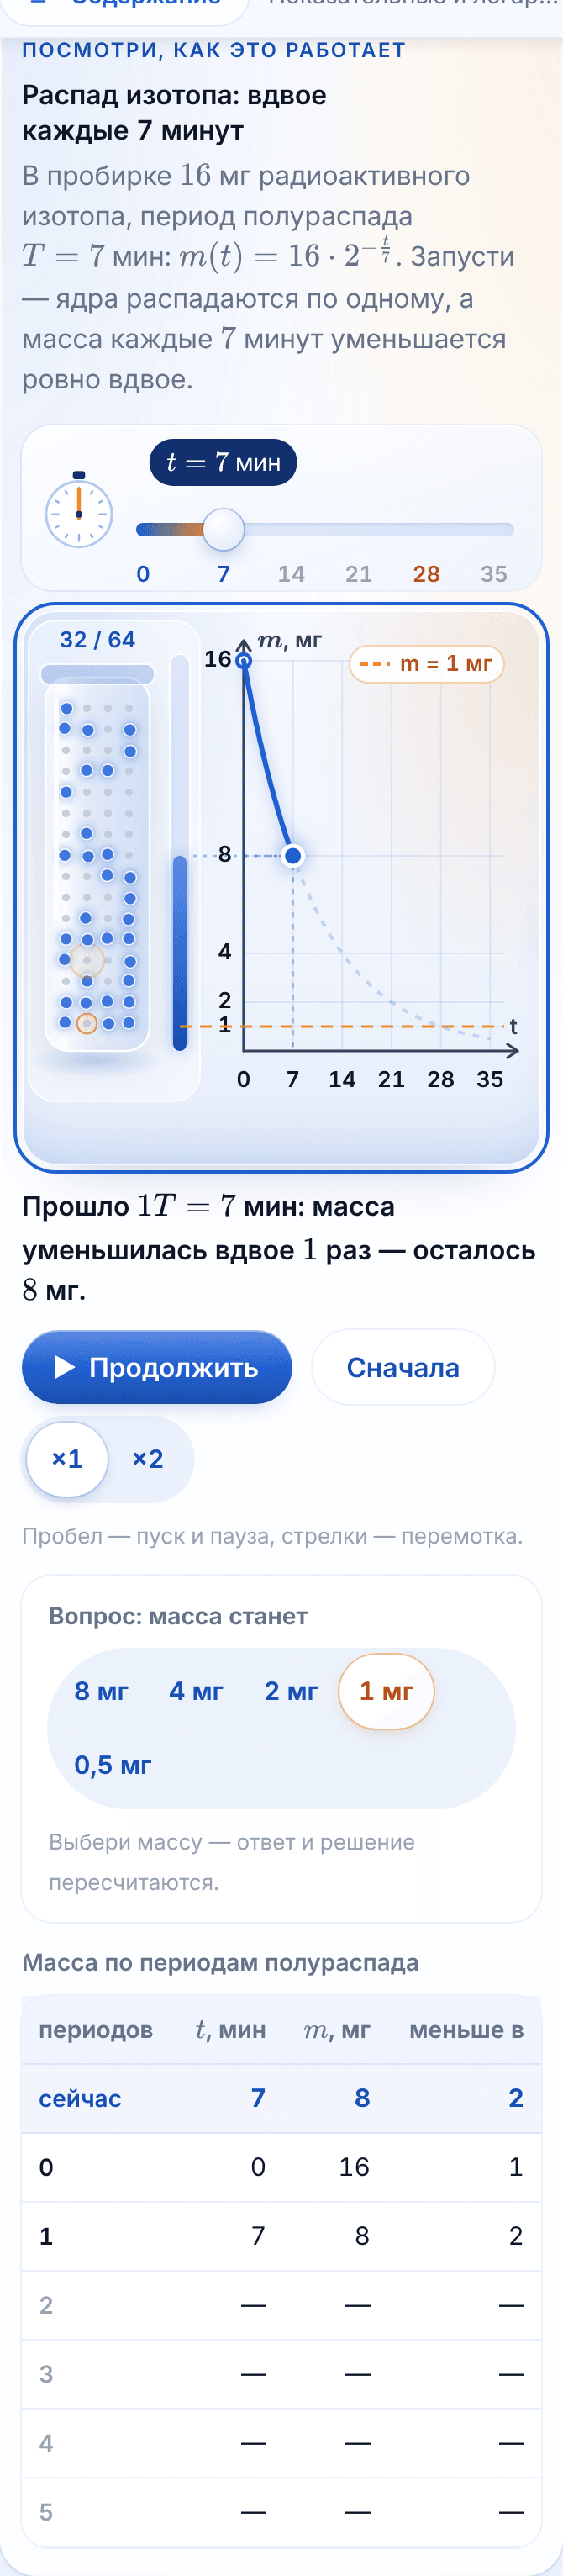 Содержание
Показательные и логар...
ПОСМОТРИ, КАК ЭТО РАБОТАЕТ
Распад изотопа: вдвое
каждые 7 минут
В пробирке 16 мг радиоактивного
изотопа, период полураспада
T = 7 мин: m(t) = 16 · 2^{-\frac{t}{7}}. Запусти
— ядра распадаются по одному, а
масса каждые 7 минут уменьшается
ровно вдвое.
t = 7 мин
0 7 14 21 28 35
32 / 64
m, мг
m = 1 мг
16
8
4
2
1
t
0 7 14 21 28 35
Прошло 1T = 7 мин: масса
уменьшилась вдвое 1 раз — осталось
8 мг.
Продолжить
Сначала
×1 ×2
Пробел — пуск и пауза, стрелки — перемотка.
Вопрос: масса станет
8 мг 4 мг 2 мг 1 мг
0,5 мг
Выбери массу — ответ и решение
пересчитаются.
Масса по периодам полураспада
периодов t, мин m, мг меньше в
сейчас 7 8 2
0 0 16 1
1 7 8 2
2 — — —
3 — — —
4 — — —
5 — — —